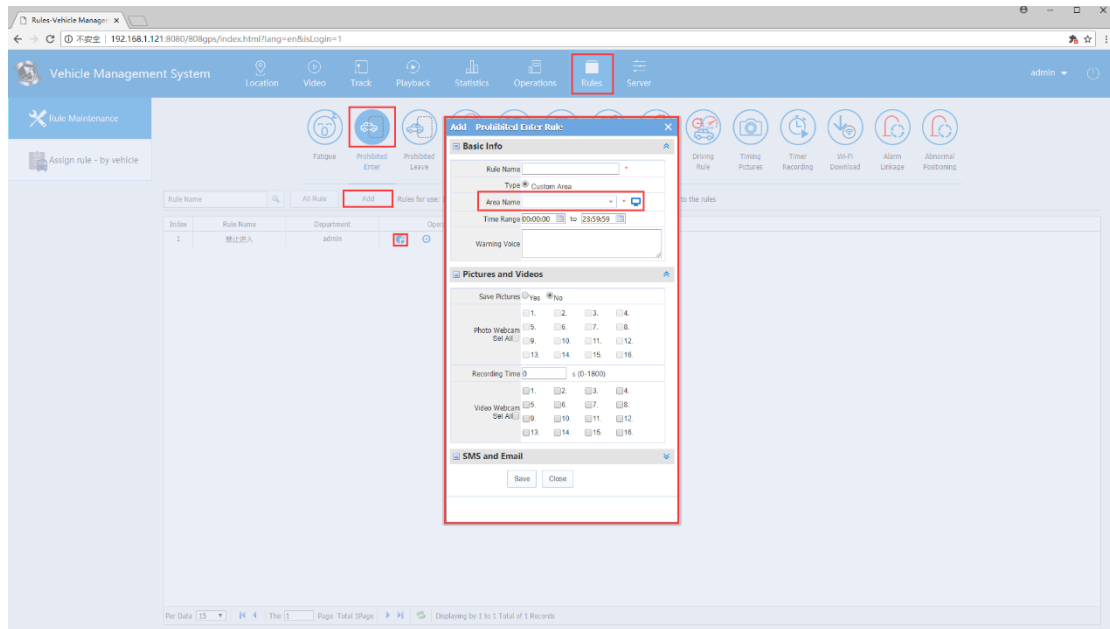 Rules-Vehicle Manager
不安全 | 192.168.1.121:8080/808gps/index.html?lang=en&isLogin=1
Vehicle Management System
Location
Video
Track
Playback
Statistics
Operations
Rules
Server
admin
Rule Maintenance
Assign rule - by vehicle
Fatigue
Prohibited Enter
Prohibited Leave
Driving Rule
Timing Pictures
Timer Recording
Wi-Fi Download
Alarm Linkage
Abnormal Positioning
Rule Name
All Rule
Add
Rules for use:
to the rules
Index Rule Name Department Oper
1 禁止进入 admin
Add Prohibited Enter Rule
Basic Info
Rule Name *
Type Custom Area
Area Name *
Time Range 00:00:00 to 23:59:59
Warning Voice
Pictures and Videos
Save Pictures Yes No
Photo Webcam
Sel All
1. 2. 3. 4.
5. 6. 7. 8.
9. 10. 11. 12.
13. 14. 15. 16.
Recording Time 0 s (0-1800)
Video Webcam
Sel All
1. 2. 3. 4.
5. 6. 7. 8.
9. 10. 11. 12.
13. 14. 15. 16.
SMS and Email
Save Close
Per Data 15 The 1 Page Total 1Page Displaying by 1 to 1 Total of 1 Records